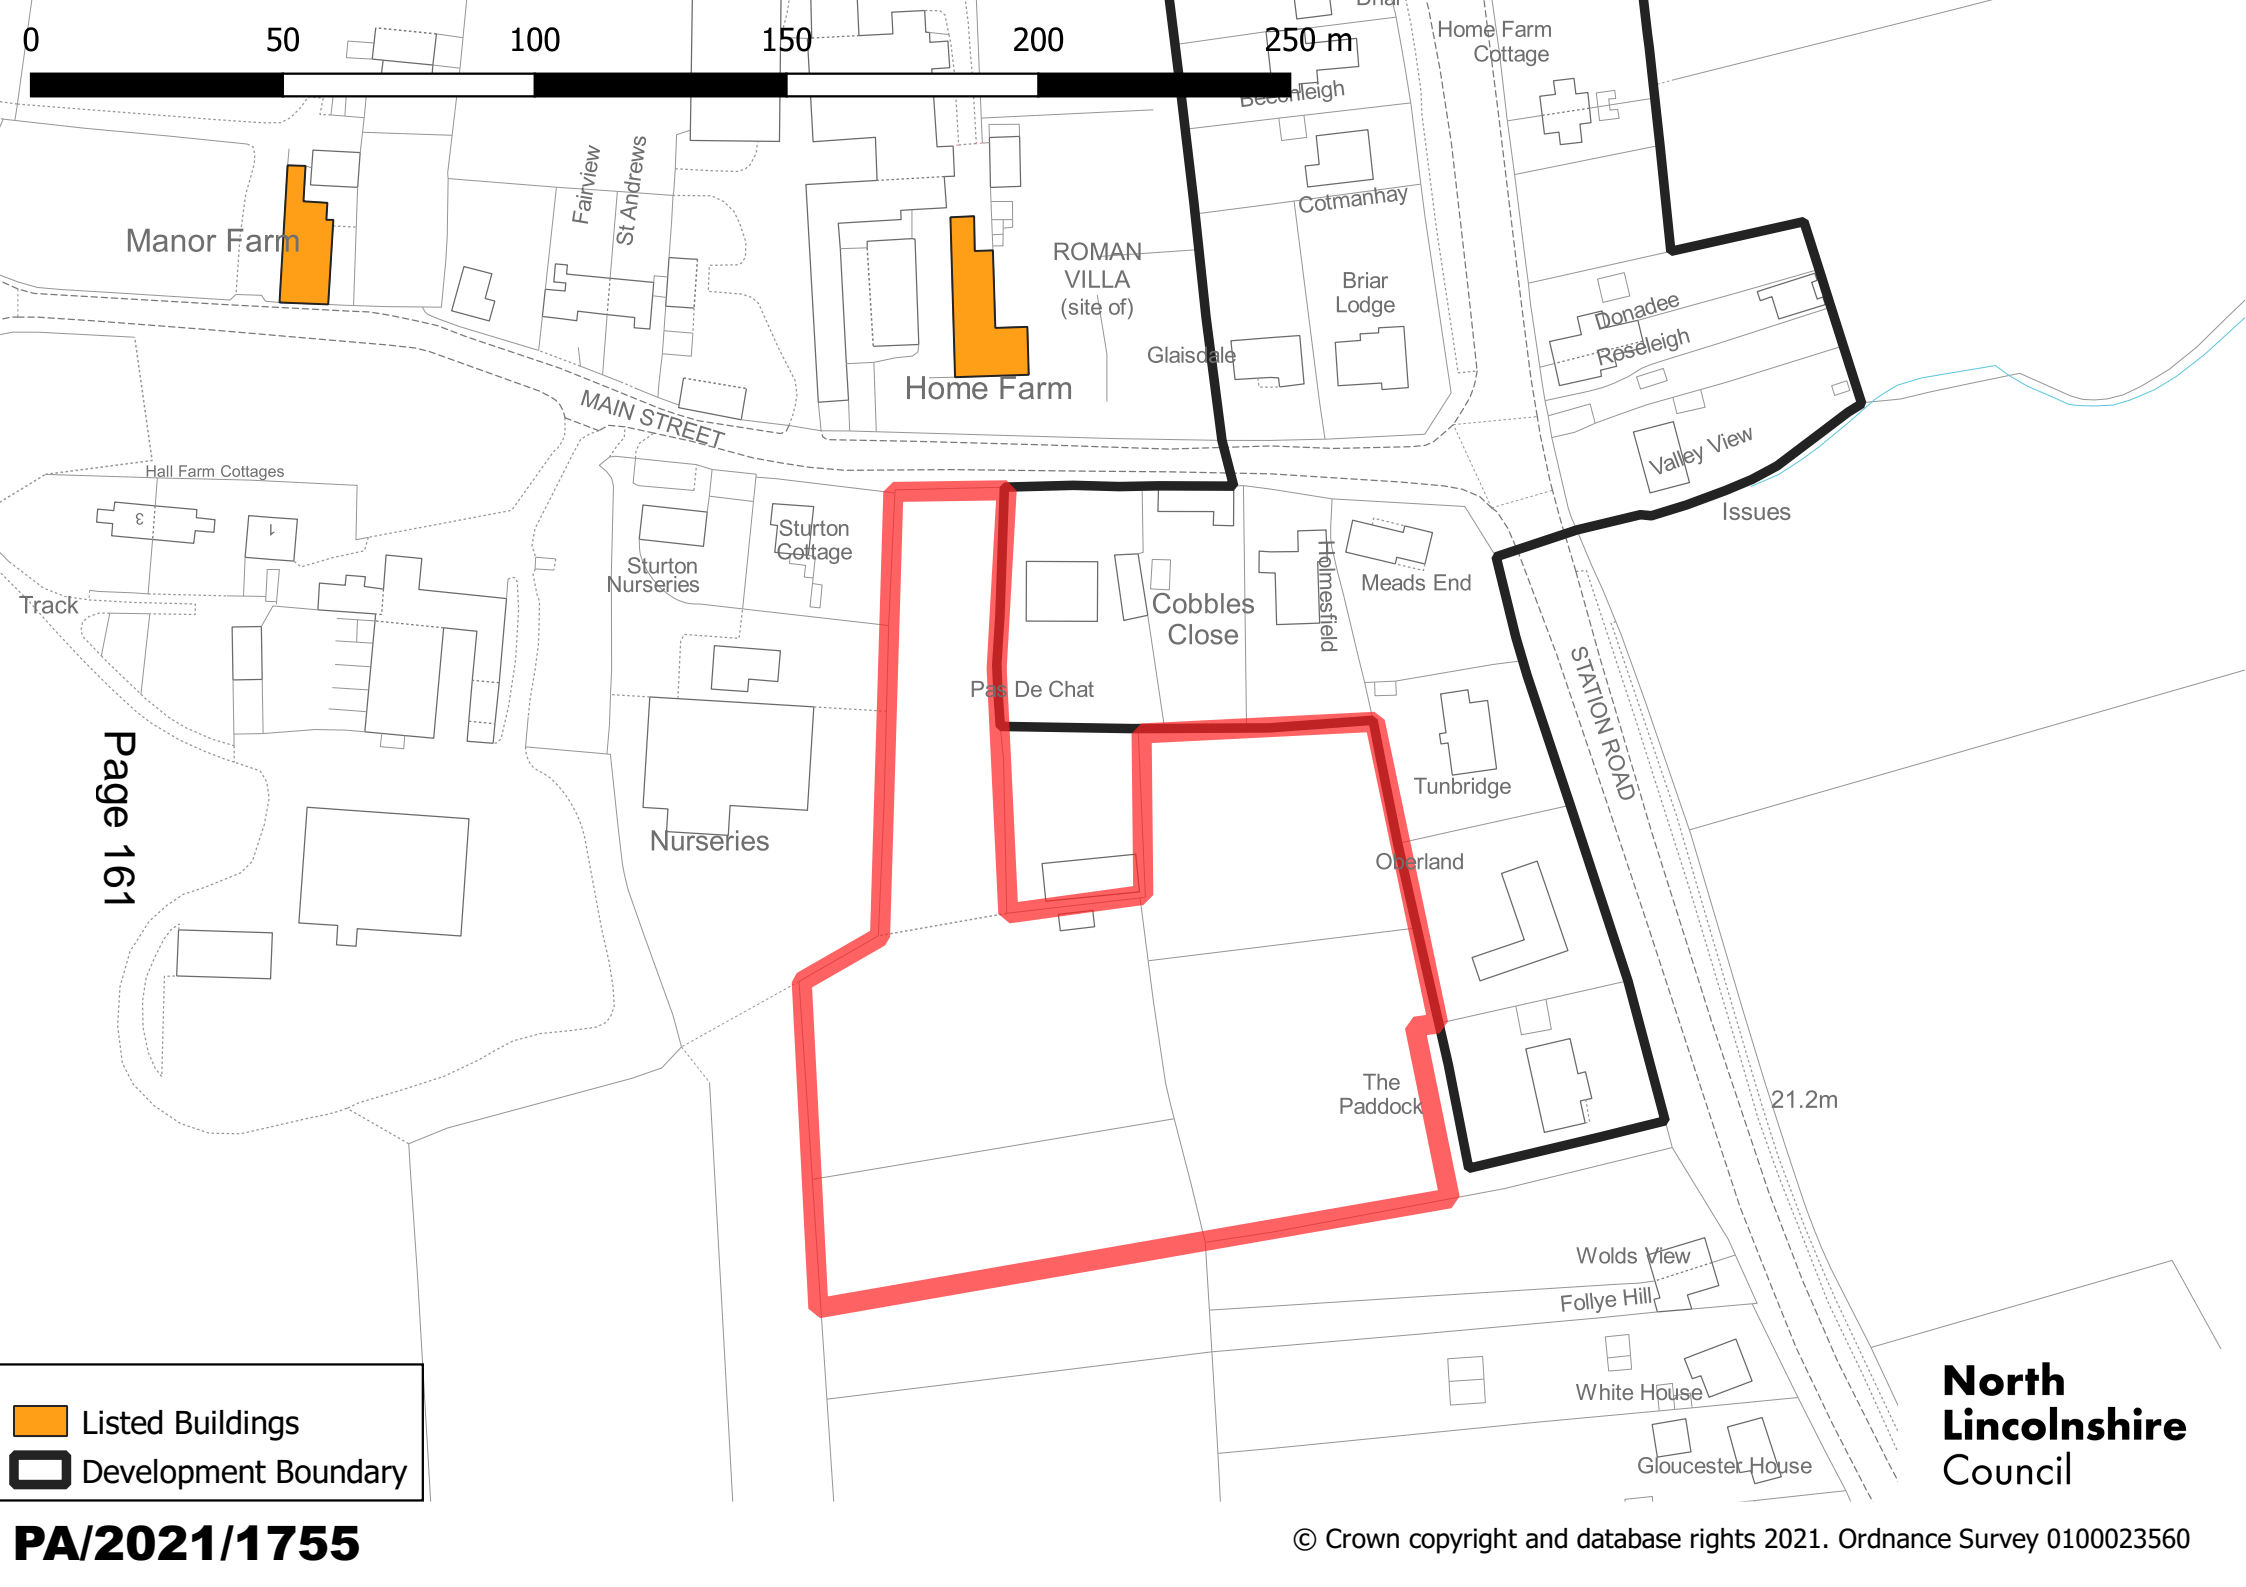 0 50 100 150 200 250 m
Home Farm
Cottage
Beechleigh
Fairview
St Andrews
Cotmanhay
Manor Farm
ROMAN
VILLA
(site of)
Briar
Lodge
Donadee
Roseleigh
Glaisdale
Home Farm
MAIN STREET
Valley View
Hall Farm Cottages
Issues
3
1
Sturton
Cottage
Sturton
Nurseries
Holmesfield
Meads End
Track
Cobbles
Close
Pas De Chat
STATION ROAD
Page 161
Tunbridge
Nurseries
Oberland
The
Paddock
21.2m
Wolds View
Follye Hill
White House
Gloucester House
Listed Buildings
Development Boundary
North
Lincolnshire
Council
PA/2021/1755
© Crown copyright and database rights 2021. Ordnance Survey 0100023560